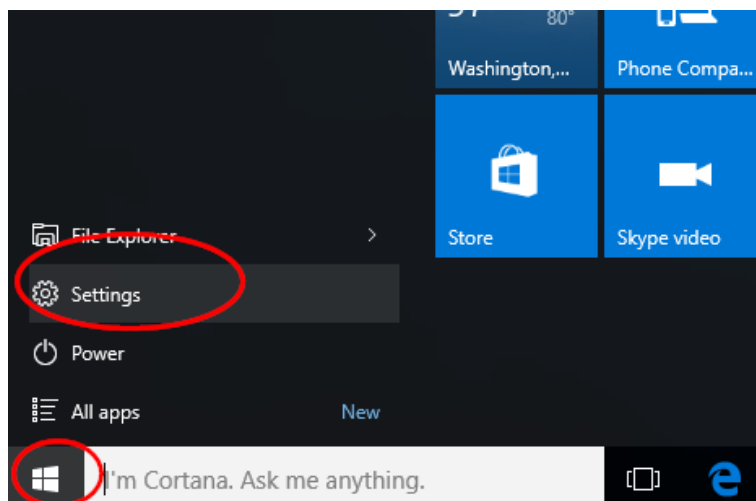 80°
Washington,...
Phone Compa...
File Explorer
Store
Skype video
Settings
Power
All apps
New
I'm Cortana. Ask me anything.